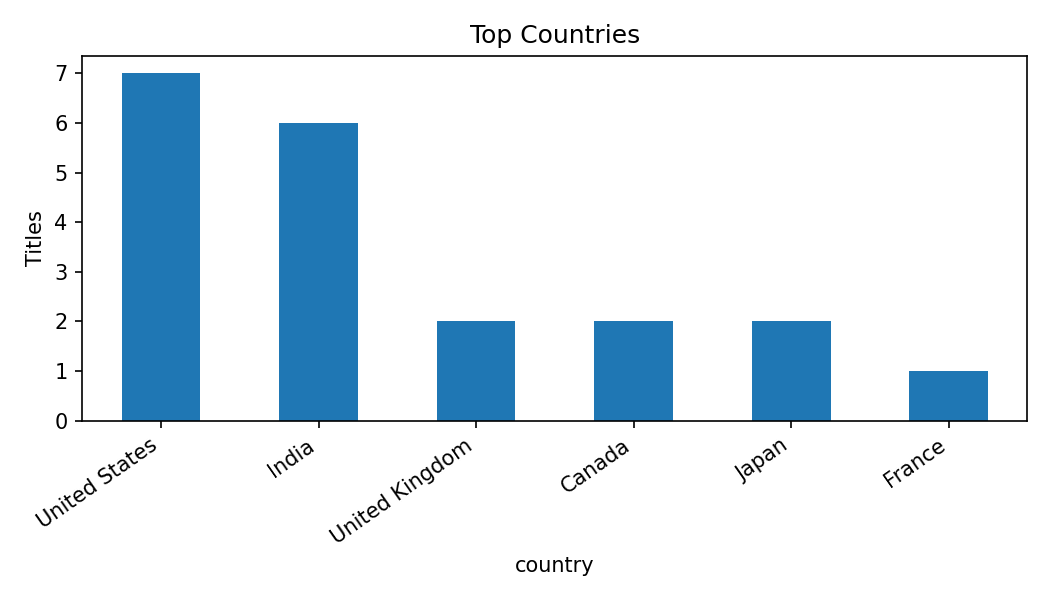 Top Countries
Titles
7
6
5
4
3
2
1
0
United States
India
United Kingdom
Canada
Japan
France
country